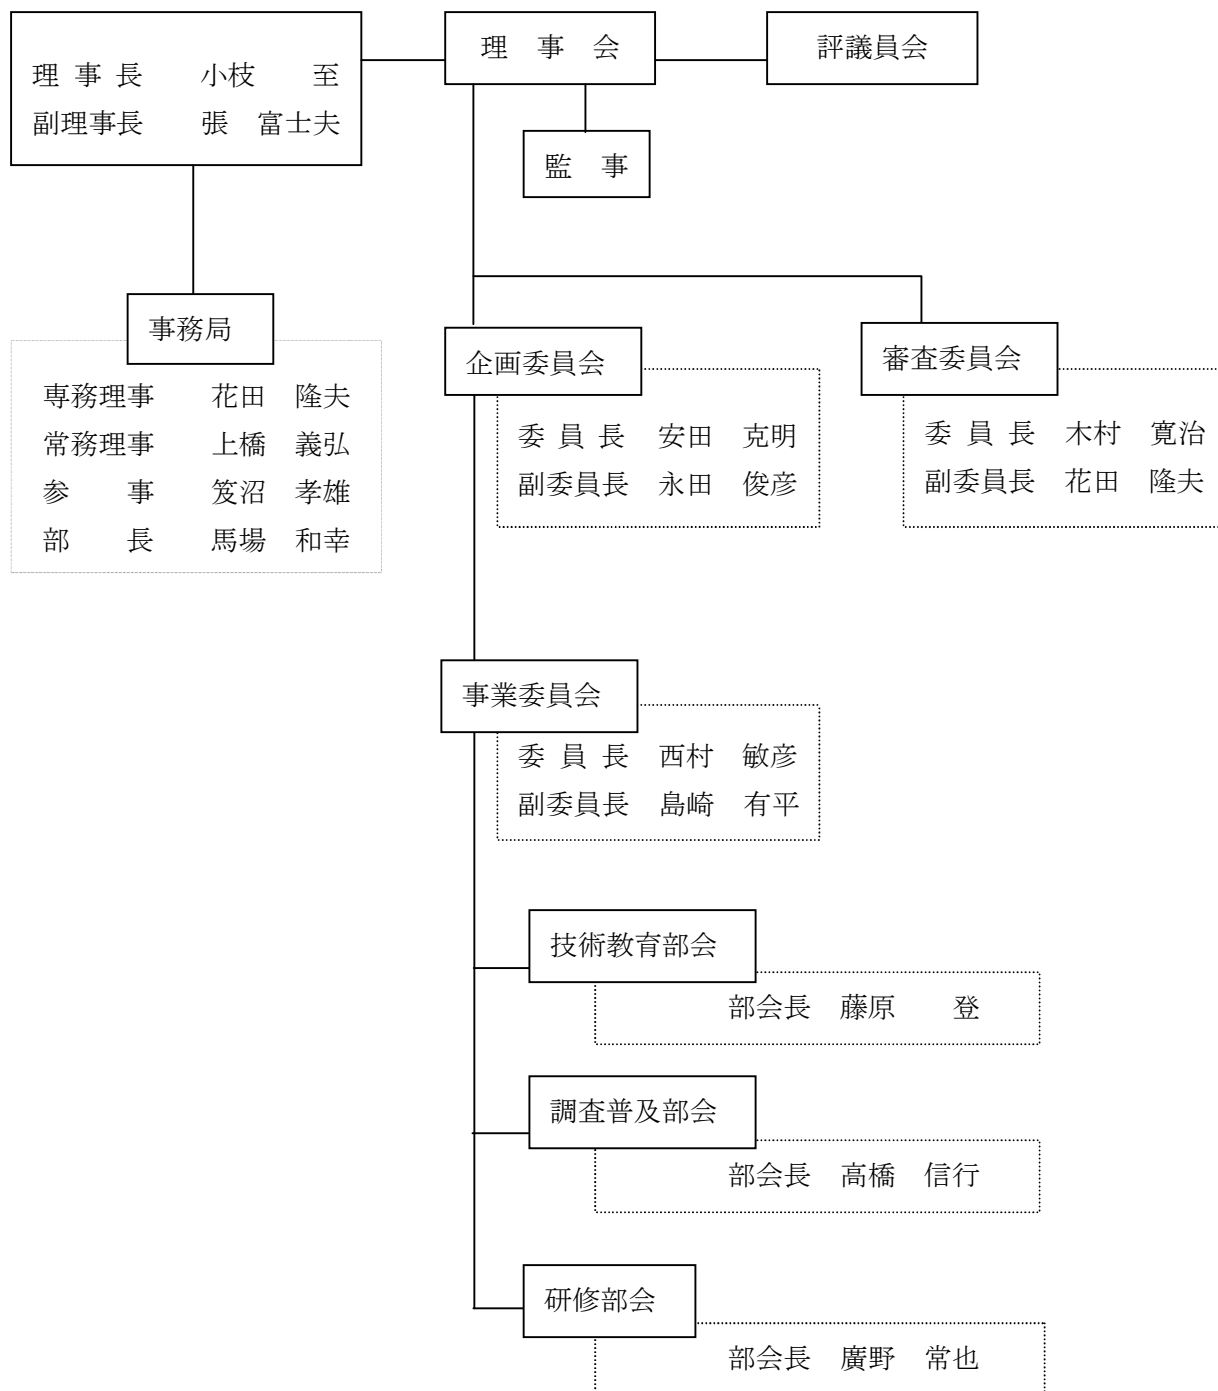 理事長 小枝 至
副理事長 張 富士夫
理事会
評議員会
監事
事務局
専務理事 花田 隆夫
常務理事 上橋 義弘
参事 笈沼 孝雄
部長 馬場 和幸
企画委員会
委員長 安田 克明
副委員長 永田 俊彦
審査委員会
委員長 木村 寛治
副委員長 花田 隆夫
事業委員会
委員長 西村 敏彦
副委員長 島崎 有平
技術教育部会
部会長 藤原 登
調査普及部会
部会長 高橋 信行
研修部会
部会長 廣野 常也